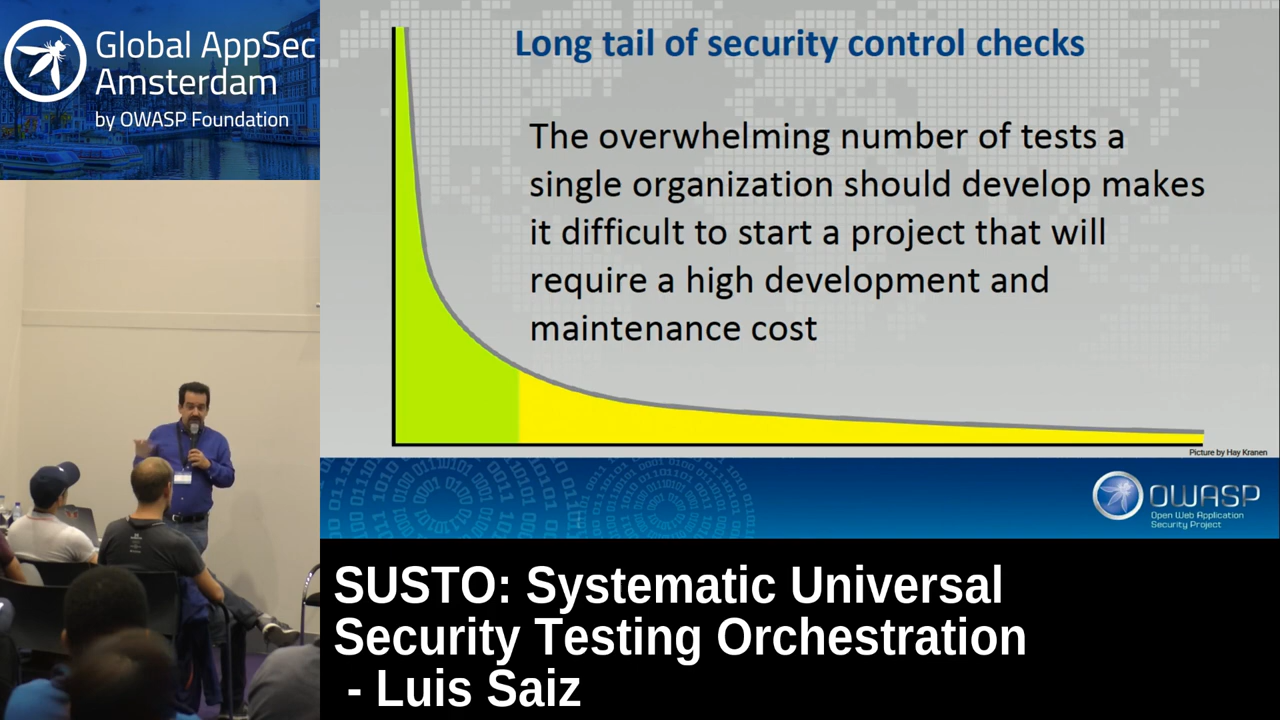 Global AppSec
Amsterdam
by OWASP Foundation
Long tail of security control checks
The overwhelming number of tests a
single organization should develop makes
it difficult to start a project that will
require a high development and
maintenance cost
Picture by Hay Kranen
OWASP
Open Web Application
Security Project
SUSTO: Systematic Universal
Security Testing Orchestration
- Luis Saiz